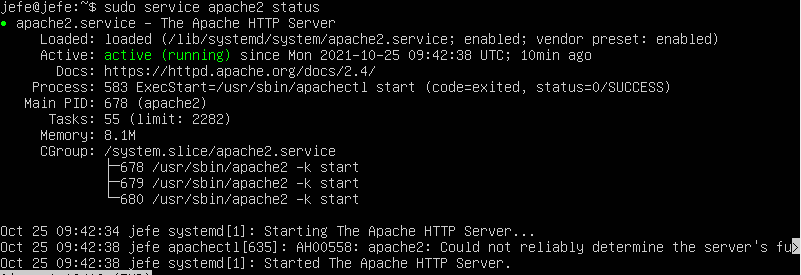 jefe@jefe:~$ sudo service apache2 status
● apache2.service - The Apache HTTP Server
Loaded: loaded (/lib/systemd/system/apache2.service; enabled; vendor preset: enabled)
Active: active (running) since Mon 2021-10-25 09:42:38 UTC; 10min ago
Docs: https://httpd.apache.org/docs/2.4/
Process: 583 ExecStart=/usr/sbin/apachectl start (code=exited, status=0/SUCCESS)
Main PID: 678 (apache2)
Tasks: 55 (limit: 2282)
Memory: 8.1M
CGroup: /system.slice/apache2.service
├─678 /usr/sbin/apache2 -k start
├─679 /usr/sbin/apache2 -k start
└─680 /usr/sbin/apache2 -k start
Oct 25 09:42:34 jefe systemd[1]: Starting The Apache HTTP Server...
Oct 25 09:42:38 jefe apachectl[635]: AH00558: apache2: Could not reliably determine the server's fu>
Oct 25 09:42:38 jefe systemd[1]: Started The Apache HTTP Server.